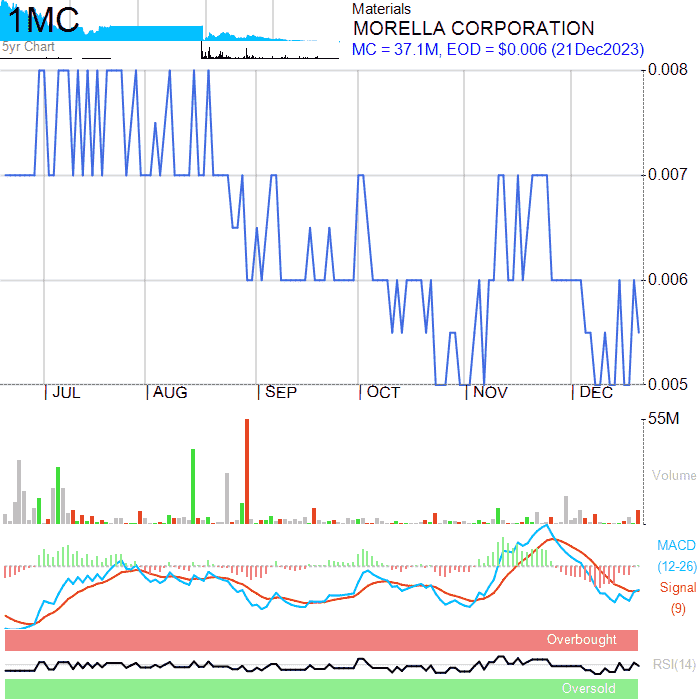 1MC
5yr Chart
Materials
MORELLA CORPORATION
MC = 37.1M, EOD = $0.006 (21Dec2023)
0.008
0.007
0.006
0.005
JUL AUG SEP OCT NOV DEC
55M
Volume
MACD
(12-26)
Signal
(9)
Overbought
RSI(14)
Oversold